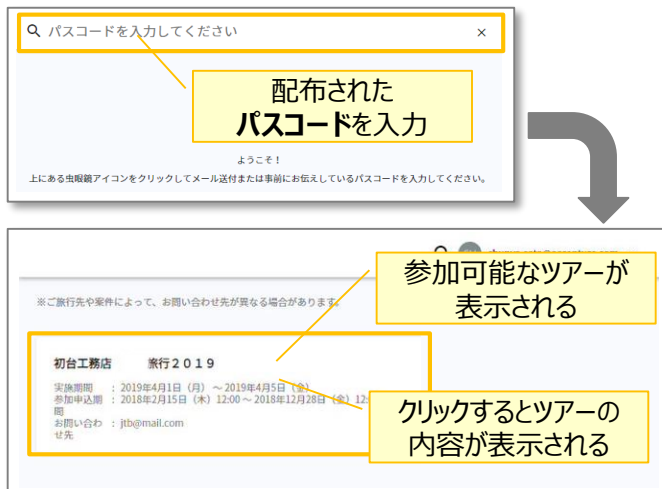 パスコードを入力してください ×
配布された
パスコードを入力
ようこそ！
上にある虫眼鏡アイコンをクリックしてメール送付または事前にお伝えしているパスコードを入力してください。
参加可能なツアーが
表示される
※ご旅行先や案件によって、お問い合わせ先が異なる場合があります。
初台工務店 旅行２０１９
実施期間 : 2019年4月1日（月）～2019年4月5日（金）
参加申込期間 : 2018年2月15日（木）12:00～2018年12月28日（金）12:
お問い合わせ先 : jtb@mail.com
クリックするとツアーの
内容が表示される